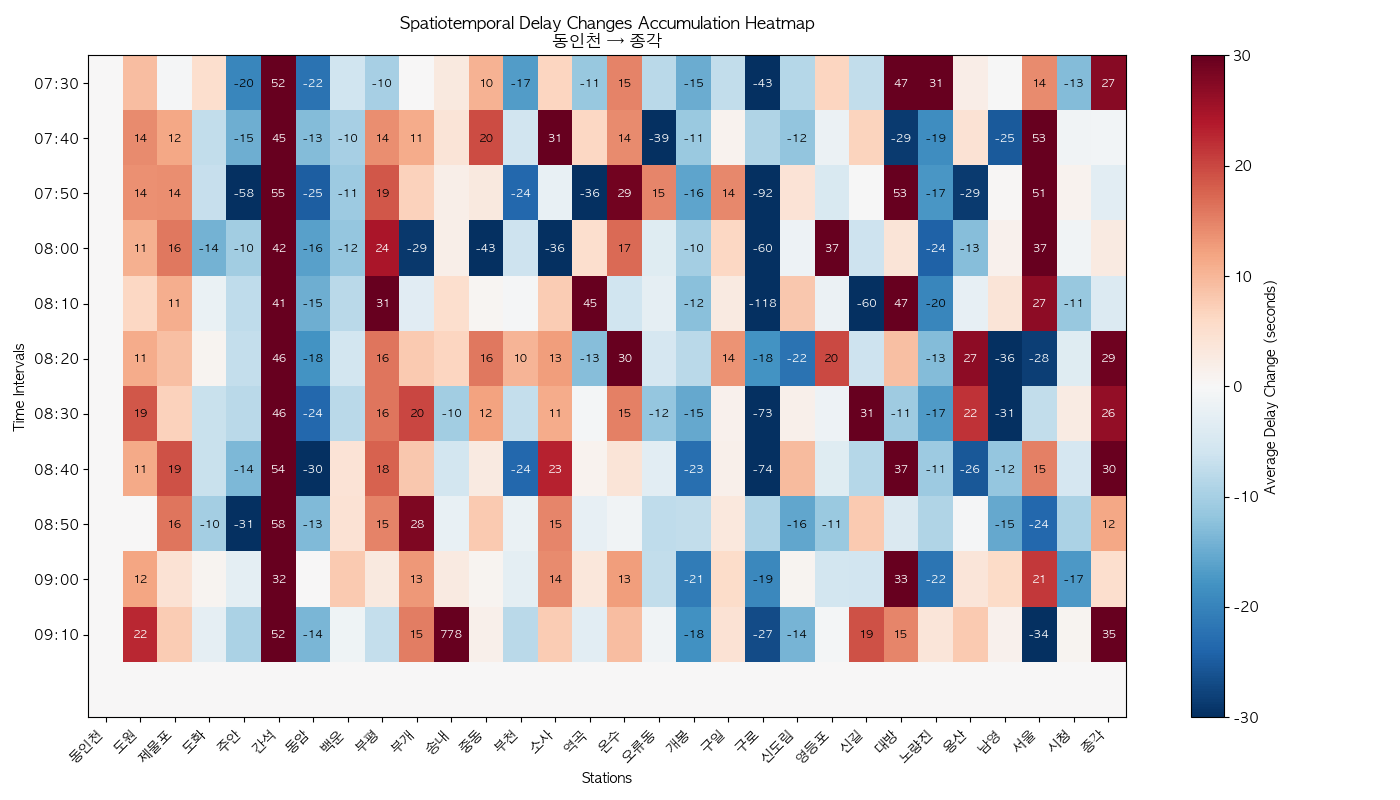 Spatiotemporal Delay Changes Accumulation Heatmap
동인천 → 종각
Time Intervals
07:30 -20 52 -22 -10 10 -17 -11 15 -15 -43 47 31 14 -13 27
07:40 14 12 -15 45 -13 -10 14 11 20 31 14 -39 -11 -12 -29 -19 -25 53
07:50 14 14 -58 55 -25 -11 19 -24 -36 29 15 -16 14 -92 53 -17 -29 51
08:00 11 16 -14 -10 42 -16 -12 24 -29 -43 -36 17 -10 -60 37 -24 -13 37
08:10 11 41 -15 31 45 -12 -118 -60 47 -20 27 -11
08:20 11 46 -18 16 16 10 13 -13 30 14 -18 -22 20 -13 27 -36 -28 29
08:30 19 46 -24 16 20 -10 12 11 15 -12 -15 -73 31 -11 -17 22 -31 26
08:40 11 19 -14 54 -30 18 -24 23 -23 -74 37 -11 -26 -12 15 30
08:50 16 -10 -31 58 -13 15 28 15 -16 -11 -15 -24 12
09:00 12 32 13 14 13 -21 -19 33 -22 21 -17
09:10 22 52 -14 15 778 -18 -27 -14 19 15 -34 35
동인천 도원 제물포 도화 주안 간석 동암 백운 부평 부개 송내 중동 부천 소사 역곡 온수 오류동 개봉 구일 구로 신도림 영등포 신길 대방 노량진 용산 남영 서울 시청 종각
Stations
30
20
10
0
-10
-20
-30
Average Delay Change (seconds)